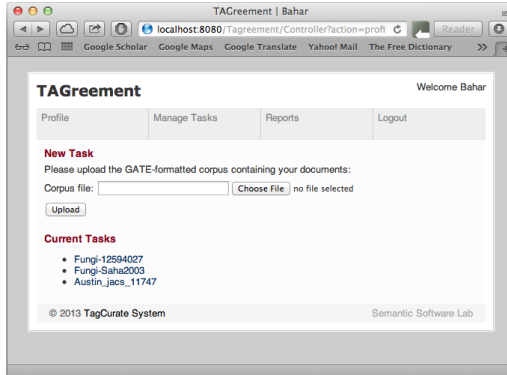 TAGreement | Bahar
localhost:8080/Tagreement/Controller?action=profi
Reader
Google Scholar Google Maps Google Translate Yahoo! Mail The Free Dictionary >>
TAGreement
Welcome Bahar
Profile Manage Tasks Reports Logout
New Task
Please upload the GATE-formatted corpus containing your documents:
Corpus file: Choose File no file selected
Upload
Current Tasks
• Fungi-12594027
• Fungi-Saha2003
• Austin_jacs_11747
© 2013 TagCurate System
Semantic Software Lab